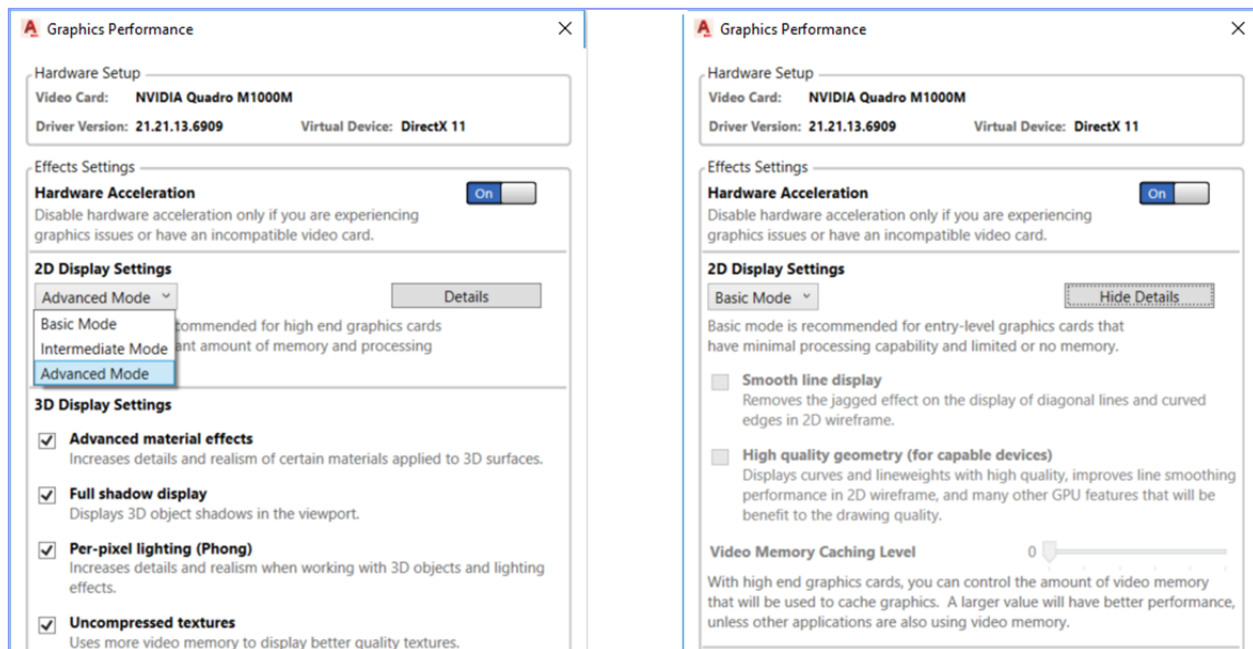 Graphics Performance
Hardware Setup
Video Card: NVIDIA Quadro M1000M
Driver Version: 21.21.13.6909 Virtual Device: DirectX 11
Effects Settings
Hardware Acceleration On
Disable hardware acceleration only if you are experiencing
graphics issues or have an incompatible video card.
2D Display Settings
Advanced Mode Details
Basic Mode
commended for high end graphics cards
Intermediate Mode
ant amount of memory and processing
Advanced Mode
3D Display Settings
Advanced material effects
Increases details and realism of certain materials applied to 3D surfaces.
Full shadow display
Displays 3D object shadows in the viewport.
Per-pixel lighting (Phong)
Increases details and realism when working with 3D objects and lighting
effects.
Uncompressed textures
Uses more video memory to display better quality textures.
Graphics Performance
Hardware Setup
Video Card: NVIDIA Quadro M1000M
Driver Version: 21.21.13.6909 Virtual Device: DirectX 11
Effects Settings
Hardware Acceleration On
Disable hardware acceleration only if you are experiencing
graphics issues or have an incompatible video card.
2D Display Settings
Basic Mode Hide Details
Basic mode is recommended for entry-level graphics cards that
have minimal processing capability and limited or no memory.
Smooth line display
Removes the jagged effect on the display of diagonal lines and curved
edges in 2D wireframe.
High quality geometry (for capable devices)
Displays curves and lineweights with high quality, improves line smoothing
performance in 2D wireframe, and many other GPU features that will be
benefit to the drawing quality.
Video Memory Caching Level 0
With high end graphics cards, you can control the amount of video memory
that will be used to cache graphics. A larger value will have better performance,
unless other applications are also using video memory.